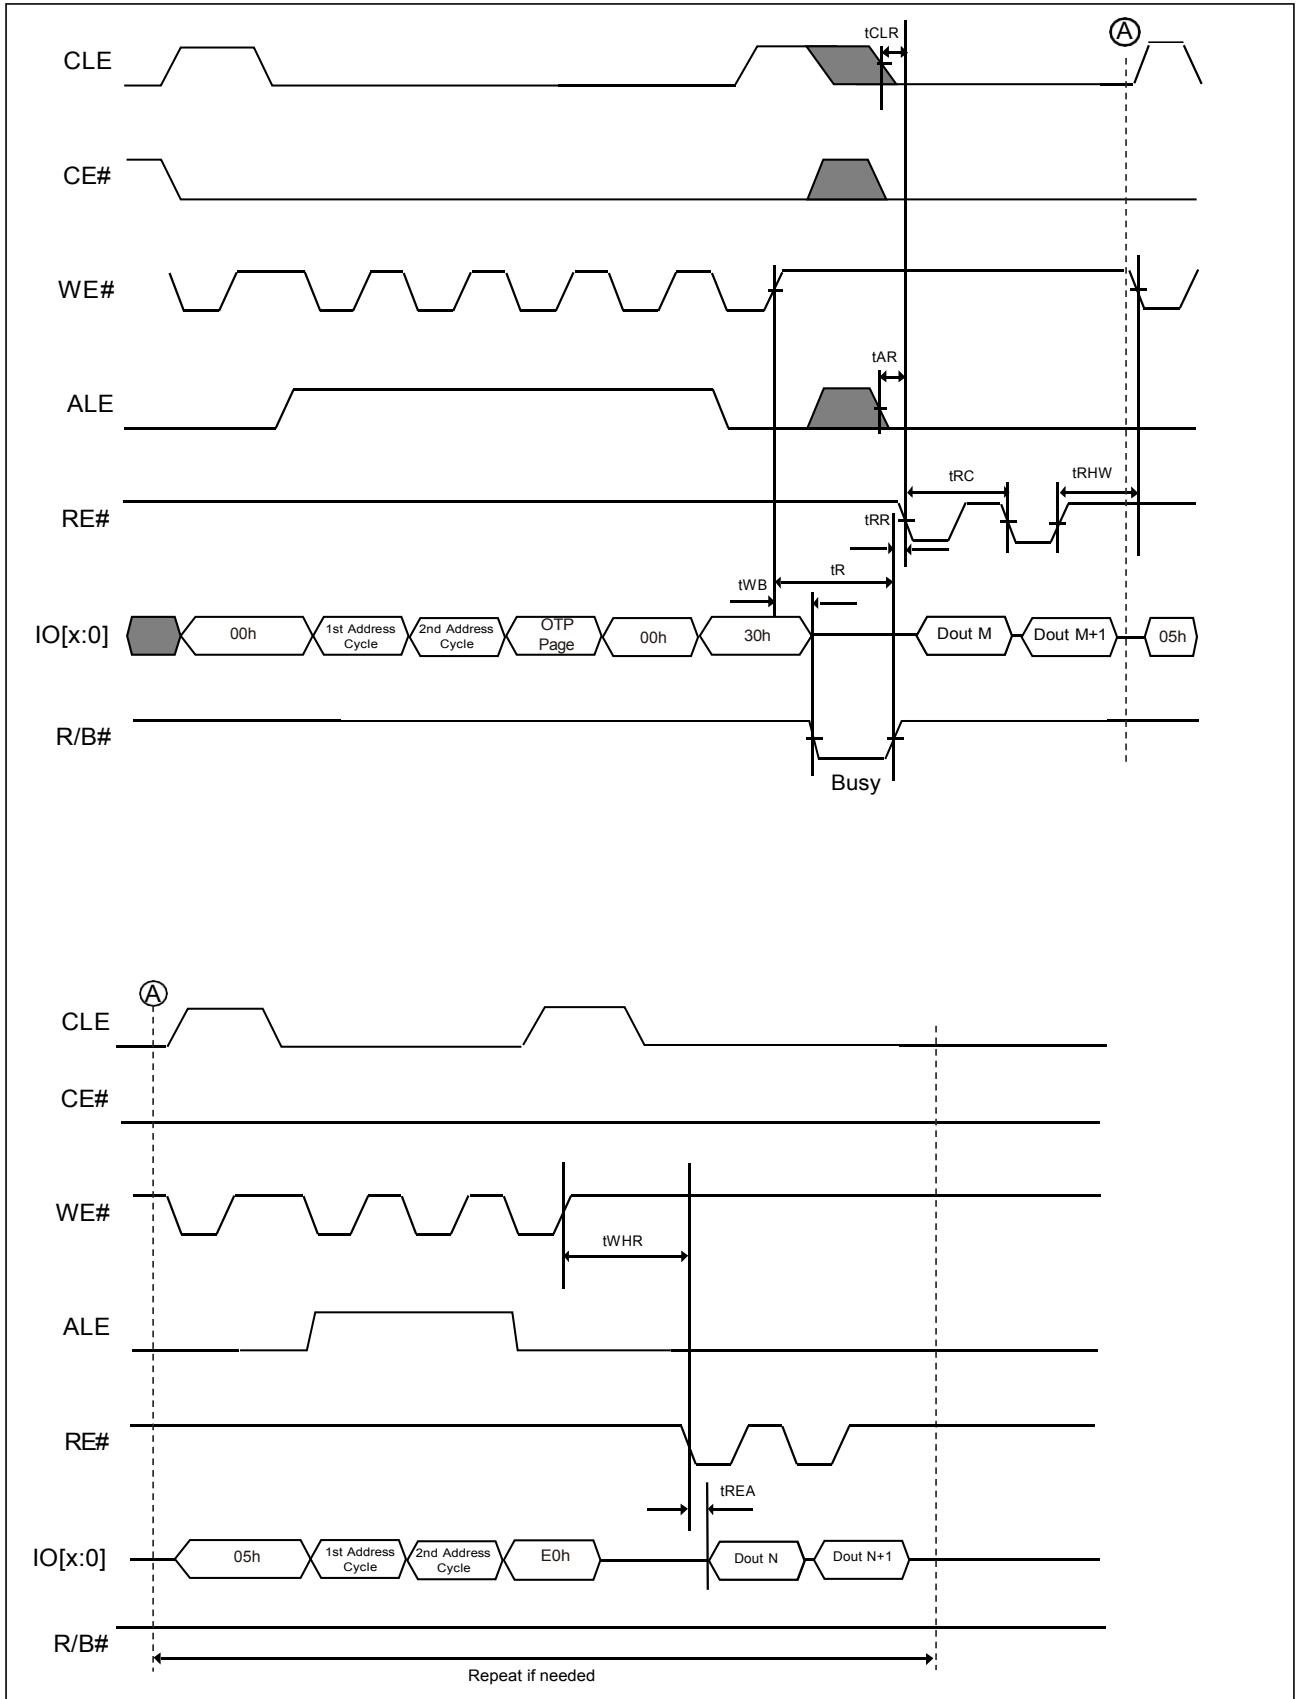 tCLR
A
CLE
CE#
WE#
tAR
ALE
tRC
tRHW
RE#
tRR
tR
tWB
IO[x:0]
00h
1st Address
Cycle
2nd Address
Cycle
OTP
Page
00h
30h
Dout M
Dout M+1
05h
R/B#
Busy
A
CLE
CE#
WE#
tWHR
ALE
RE#
tREA
IO[x:0]
05h
1st Address
Cycle
2nd Address
Cycle
E0h
Dout N
Dout N+1
R/B#
Repeat if needed